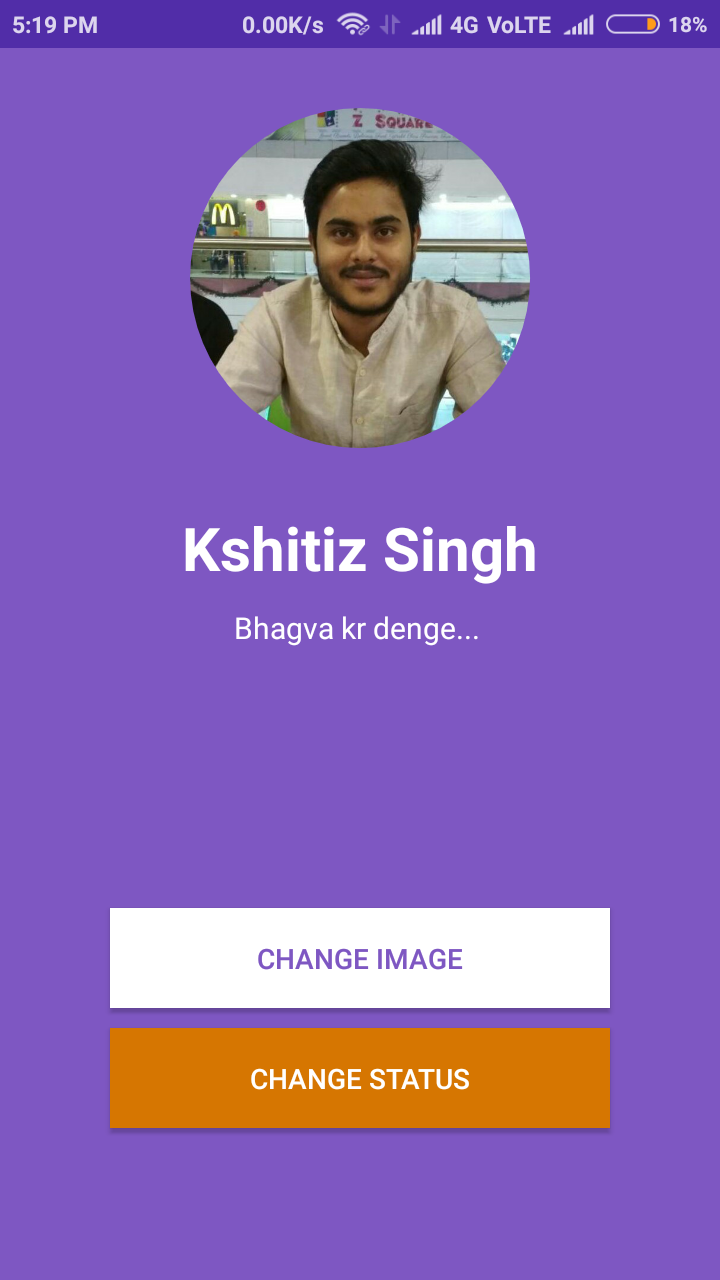 5:19 PM 0.00K/s 4G VoLTE 18%
Z SQUARE
Kshitiz Singh
Bhagva kr denge...
CHANGE IMAGE
CHANGE STATUS